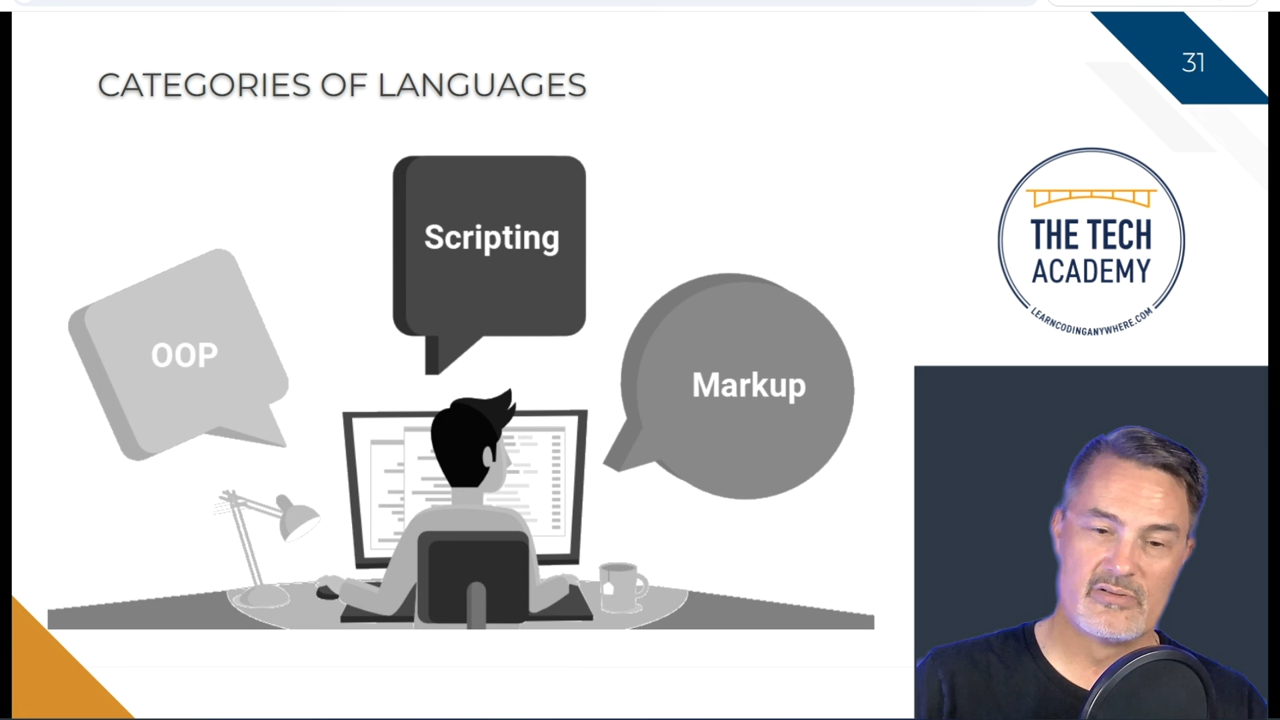 31
CATEGORIES OF LANGUAGES
Scripting
OOP
Markup
THE TECH
ACADEMY
LEARNCODINGANYWHERE.COM